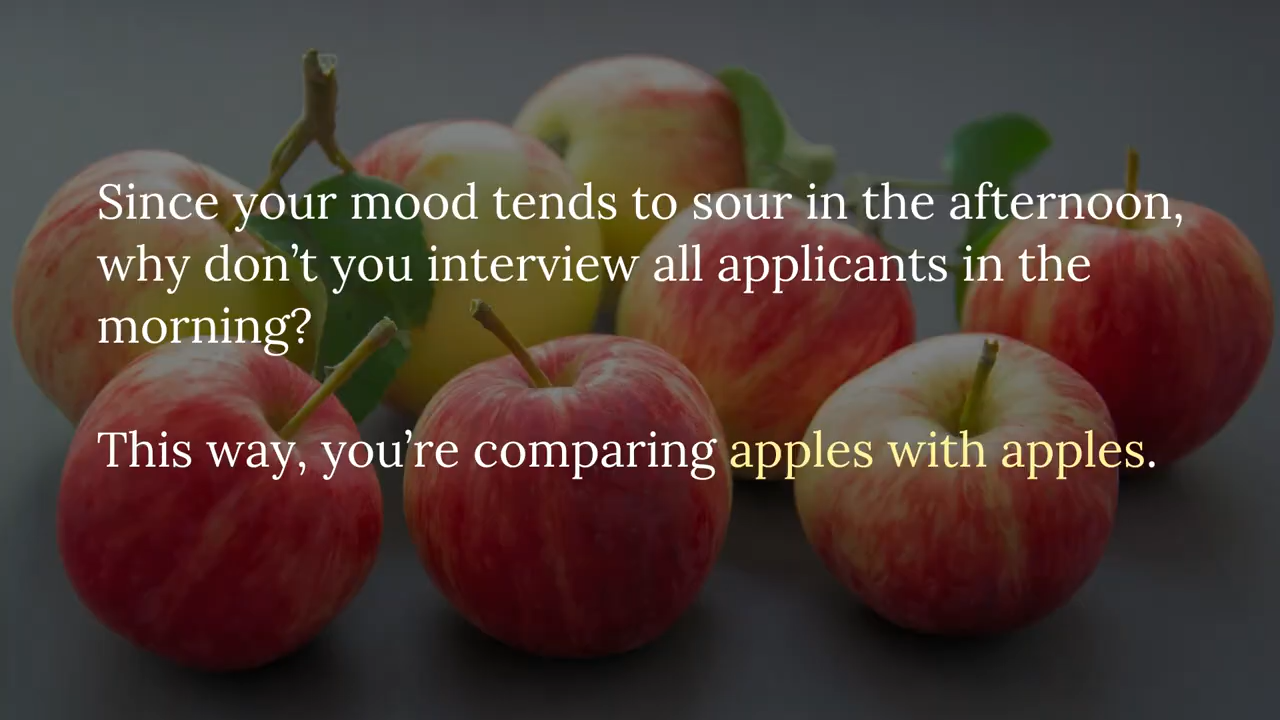 Since your mood tends to sour in the afternoon,
why don’t you interview all applicants in the
morning?
This way, you’re comparing apples with apples.